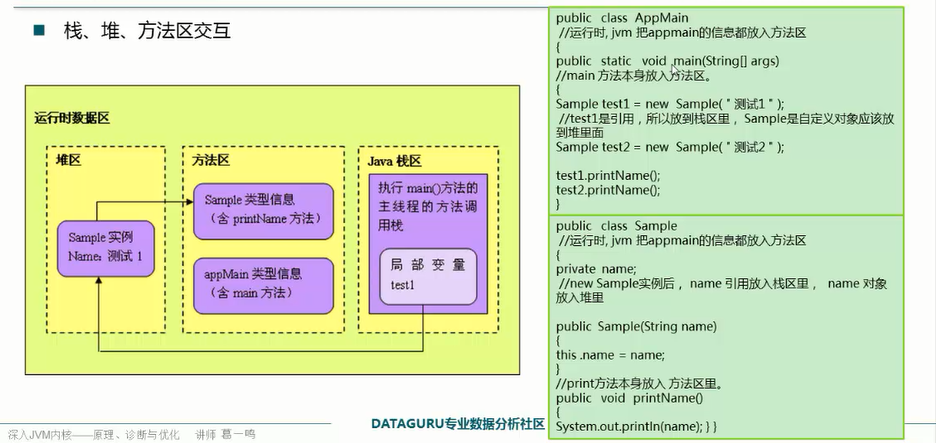 栈、堆、方法区交互
运行时数据区
堆区
Sample 实例
Name：测试 1
方法区
Sample 类型信息
（含 printName 方法）
appMain 类型信息
（含 main 方法）
Java 栈区
执行 main()方法的
主线程的方法调
用栈
局 部 变 量
test1
public class AppMain
//运行时, jvm 把appmain的信息都放入方法区
{
public static void main(String[] args)
//main 方法本身放入方法区。
{
Sample test1 = new Sample( " 测试1 " );
//test1是引用，所以放到栈区里， Sample是自定义对象应该放
到堆里面
Sample test2 = new Sample( " 测试2 " );
test1.printName();
test2.printName();
}
public class Sample
//运行时, jvm 把appmain的信息都放入方法区
{
private name;
//new Sample实例后， name 引用放入栈区里， name 对象
放入堆里
public Sample(String name)
{
this .name = name;
}
//print方法本身放入 方法区里。
public void printName()
{
System.out.println(name); } }
DATAGURU专业数据分析社区
深入JVM内核——原理、诊断与优化 讲师 葛一鸣